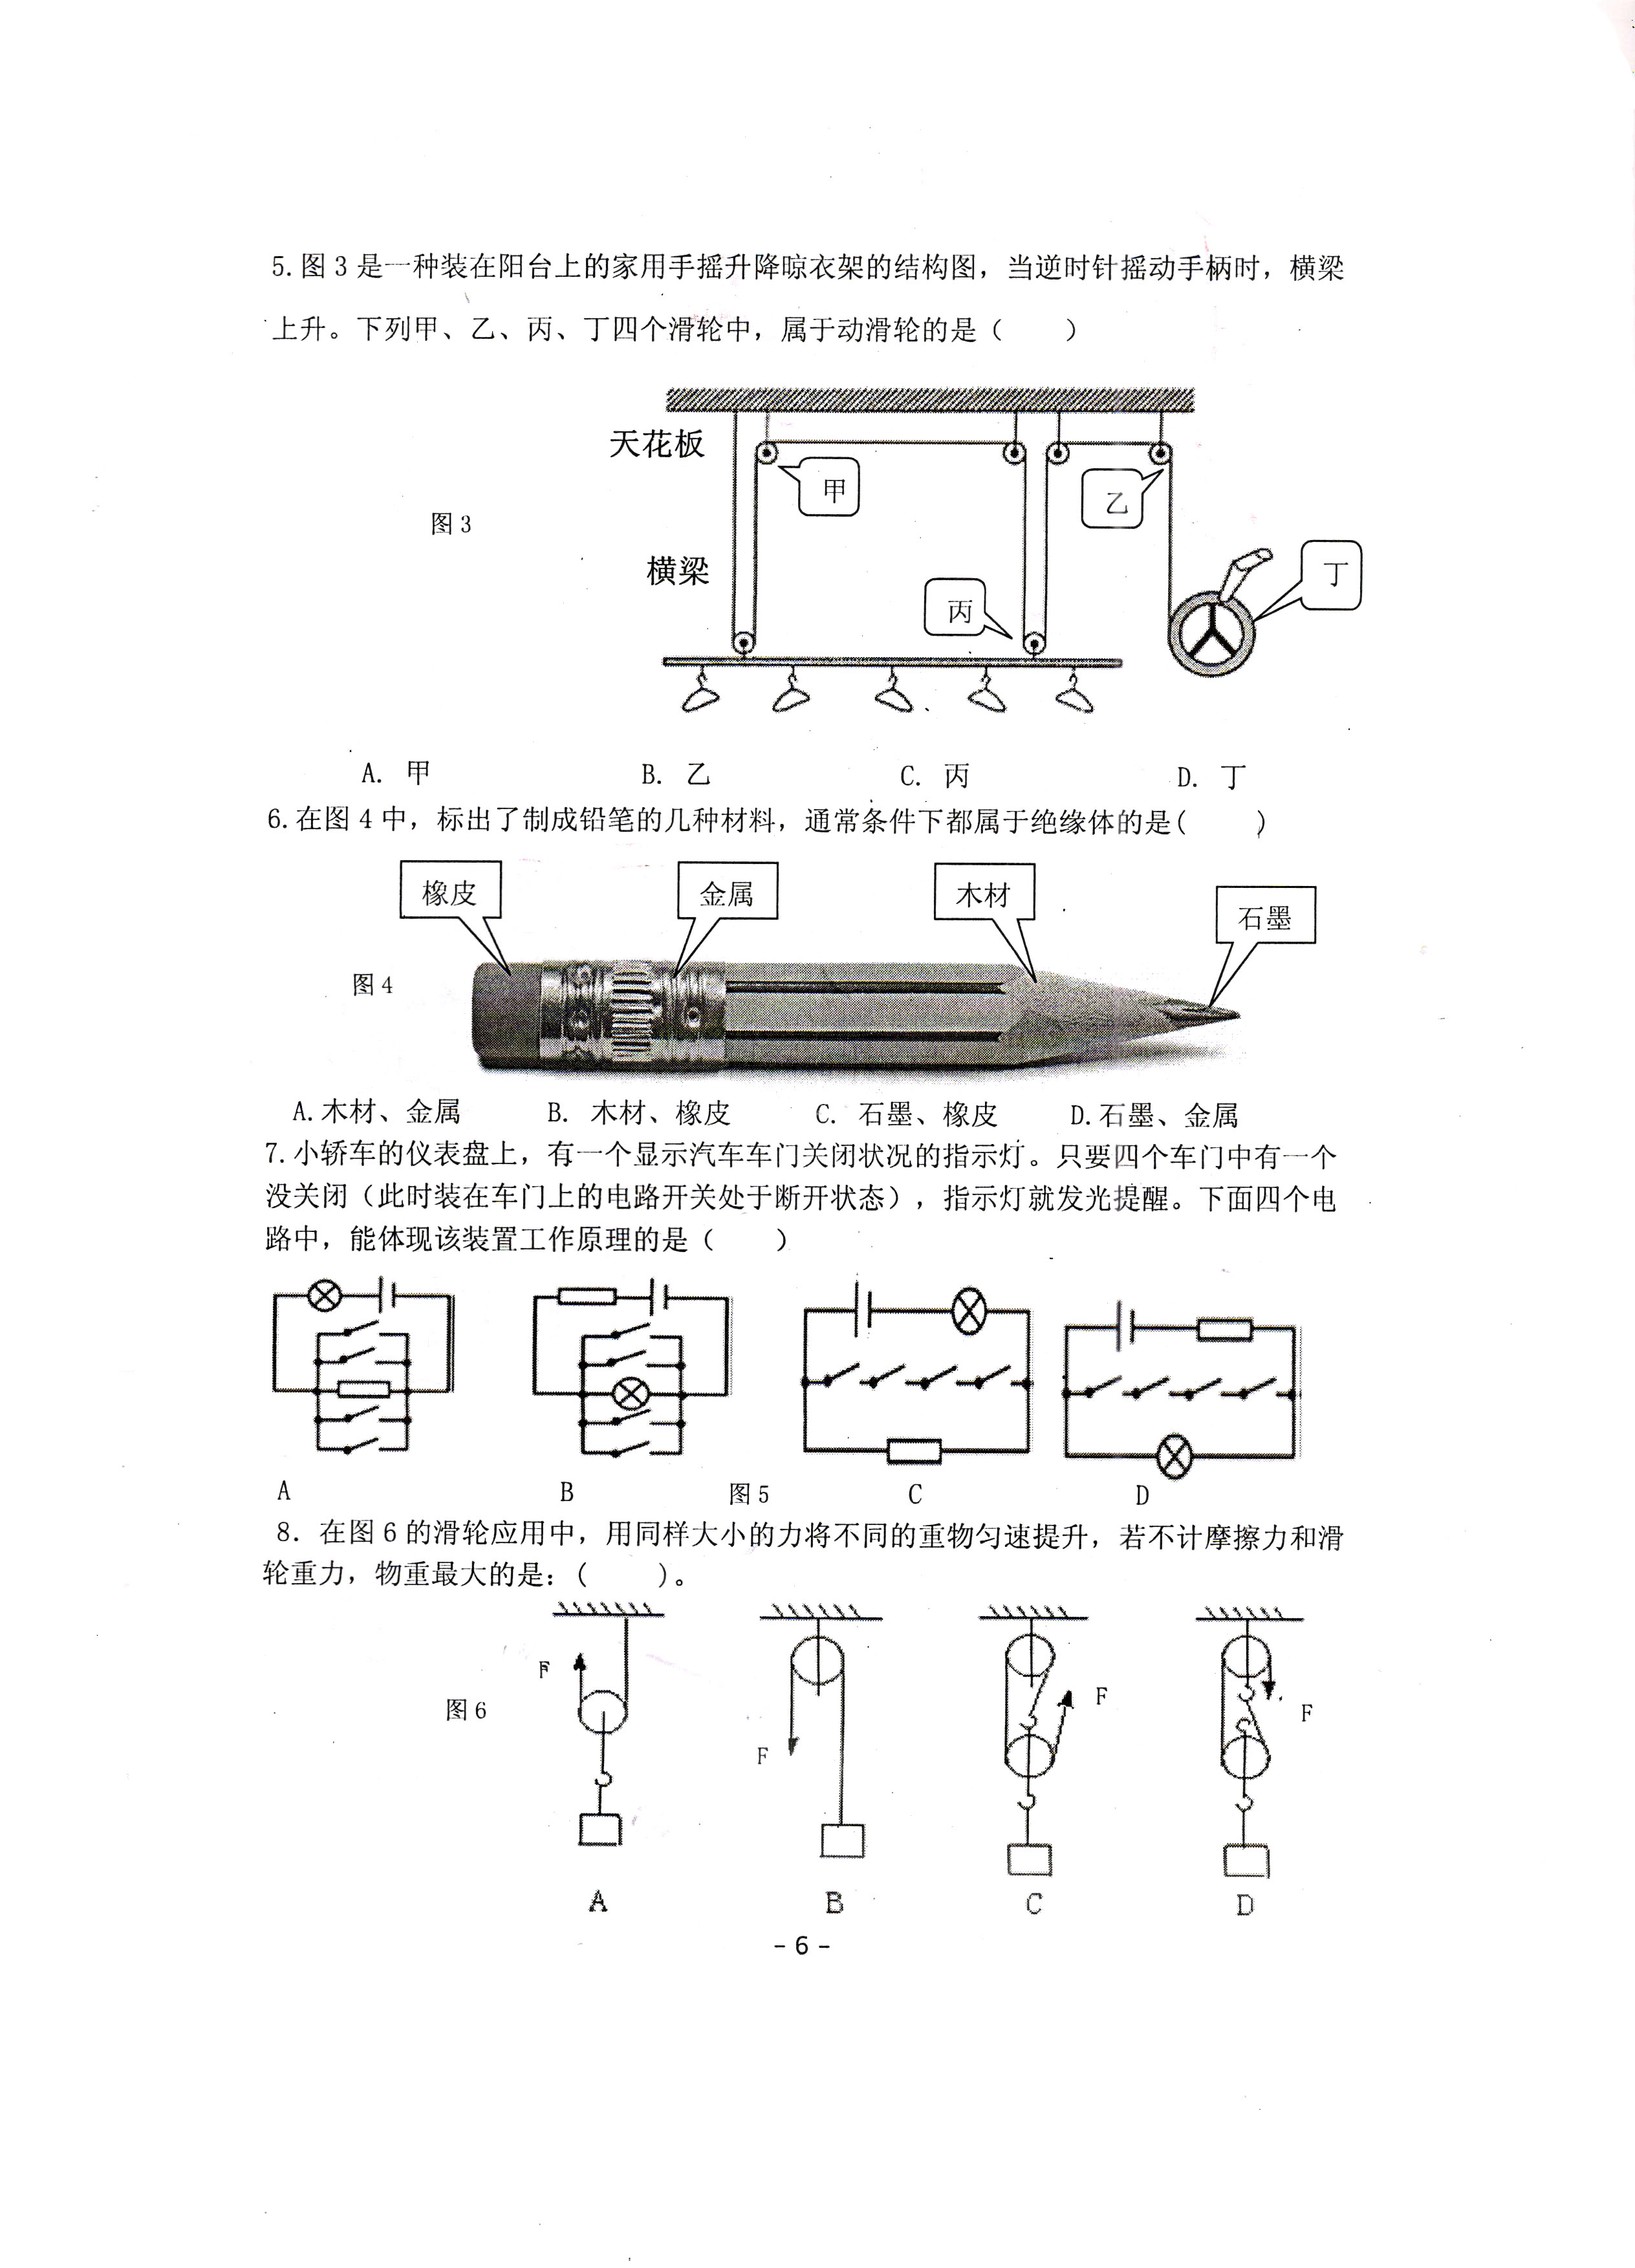 5.图 3 是一种装在阳台上的家用手摇升降晾衣架的结构图，当逆时针摇动手柄时，横梁
上升。下列甲、乙、丙、丁四个滑轮中，属于动滑轮的是（　　）
天花板
甲
乙
图 3
横梁
丙
丁
A. 甲　　B. 乙　　C. 丙　　D. 丁
6.在图 4 中，标出了制成铅笔的几种材料，通常条件下都属于绝缘体的是(　　)
橡皮
金属
木材
石墨
图 4
A.木材、金属　　B. 木材、橡皮　　C. 石墨、橡皮　　D.石墨、金属
7.小轿车的仪表盘上，有一个显示汽车车门关闭状况的指示灯。只要四个车门中有一个
没关闭（此时装在车门上的电路开关处于断开状态），指示灯就发光提醒。下面四个电
路中，能体现该装置工作原理的是（　　）
A　　B　　图 5　　C　　D
8. 在图 6 的滑轮应用中，用同样大小的力将不同的重物匀速提升，若不计摩擦力和滑
轮重力，物重最大的是：(　　)。
F
F
F
F
图 6
A　　B　　C　　D
- 6 -